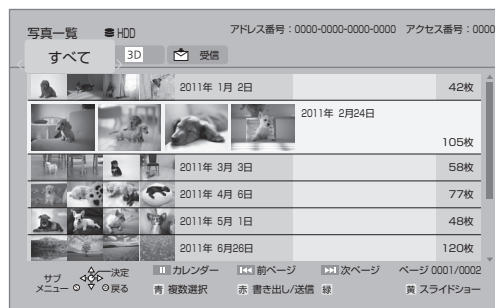 写真一覧 HDD アドレス番号：0000-0000-0000-0000 アクセス番号：0000
すべて 3D 受信
2011年 1月 2日 42枚
2011年 2月24日
105枚
2011年 3月 3日 58枚
2011年 4月 6日 77枚
2011年 5月 1日 48枚
2011年 6月26日 120枚
サブメニュー 決定 戻る カレンダー 前ページ 次ページ ページ 0001/0002
青 複数選択 赤 書き出し/送信 緑 黄 スライドショー